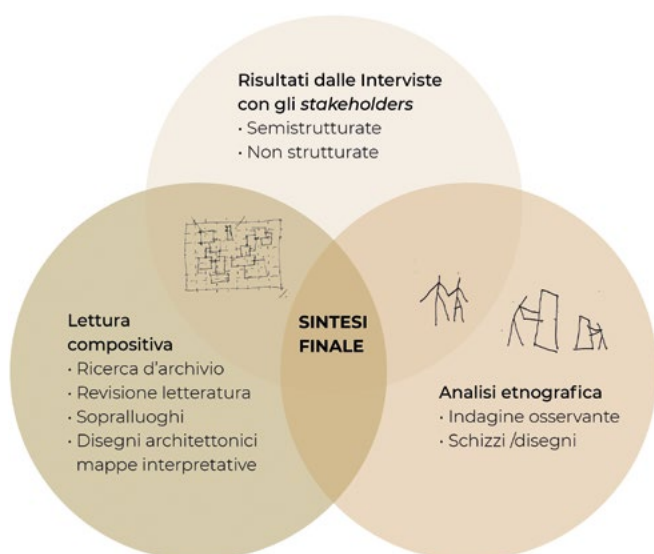 Risultati dalle Interviste
con gli stakeholders
· Semistrutturate
· Non strutturate
Lettura
compositiva
· Ricerca d'archivio
· Revisione letteratura
· Sopralluoghi
· Disegni architettonici
mappe interpretative
SINTESI
FINALE
Analisi etnografica
· Indagine osservante
· Schizzi /disegni